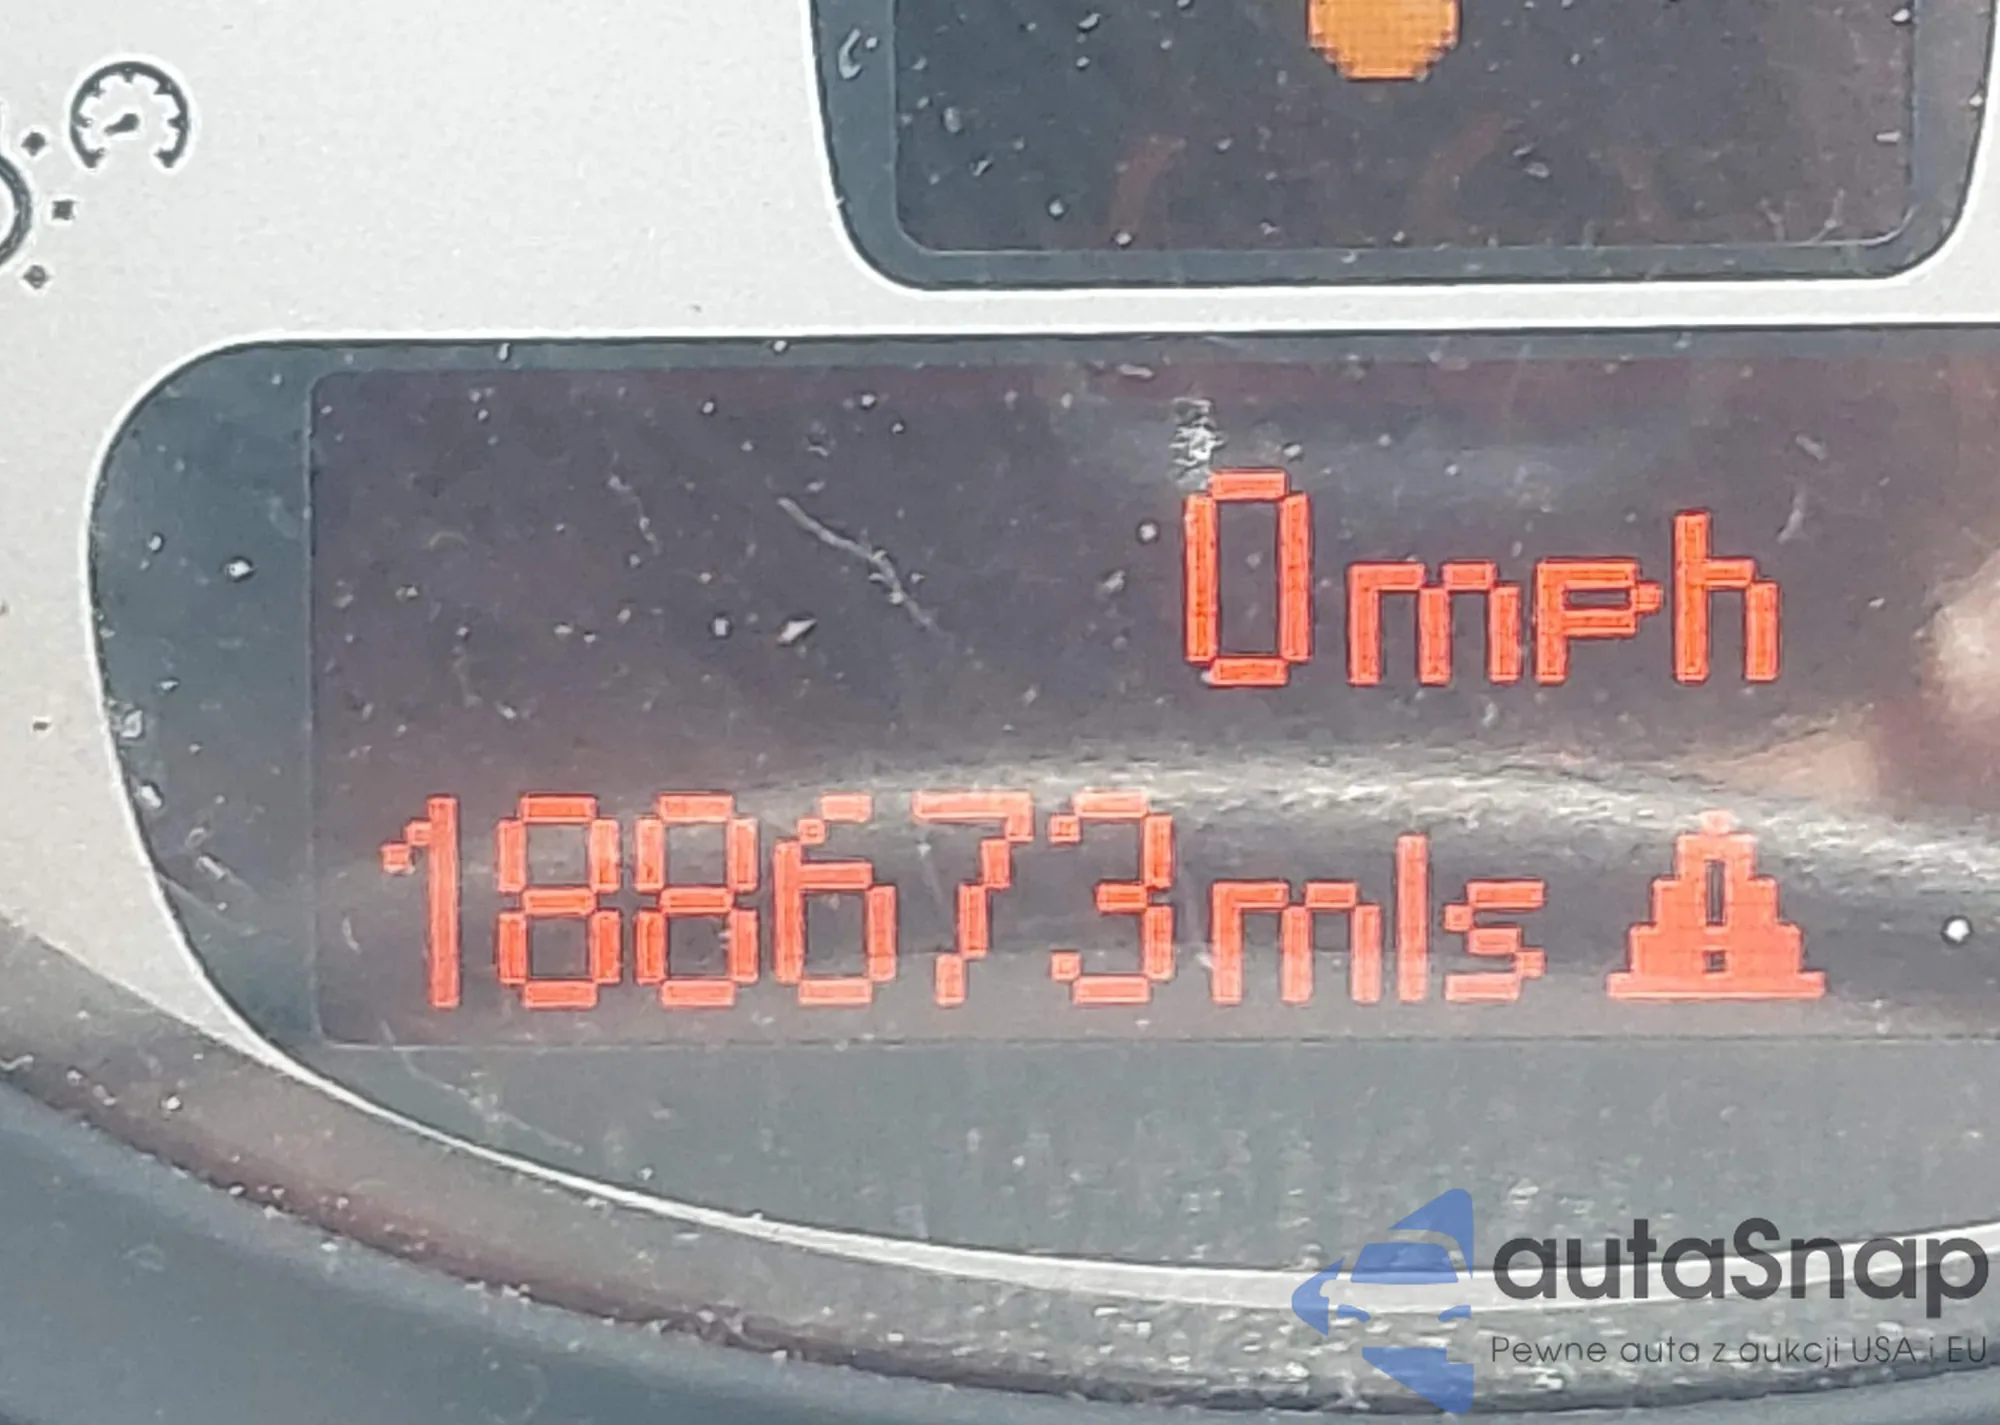 0mph
188673mls
autaSnap
Pewne auta z aukcji USA i EU